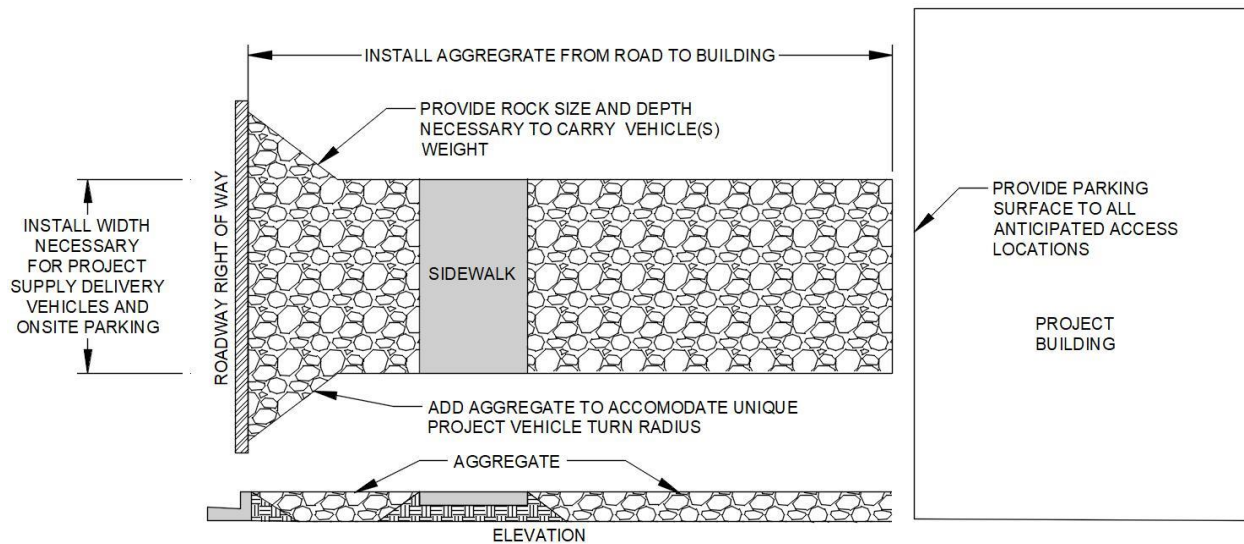 INSTALL AGGREGRATE FROM ROAD TO BUILDING
PROVIDE ROCK SIZE AND DEPTH
NECESSARY TO CARRY VEHICLE(S)
WEIGHT
INSTALL WIDTH
NECESSARY
FOR PROJECT
SUPPLY DELIVERY
VEHICLES AND
ONSITE PARKING
ROADWAY RIGHT OF WAY
SIDEWALK
PROVIDE PARKING
SURFACE TO ALL
ANTICIPATED ACCESS
LOCATIONS
PROJECT
BUILDING
ADD AGGREGATE TO ACCOMODATE UNIQUE
PROJECT VEHICLE TURN RADIUS
AGGREGATE
ELEVATION